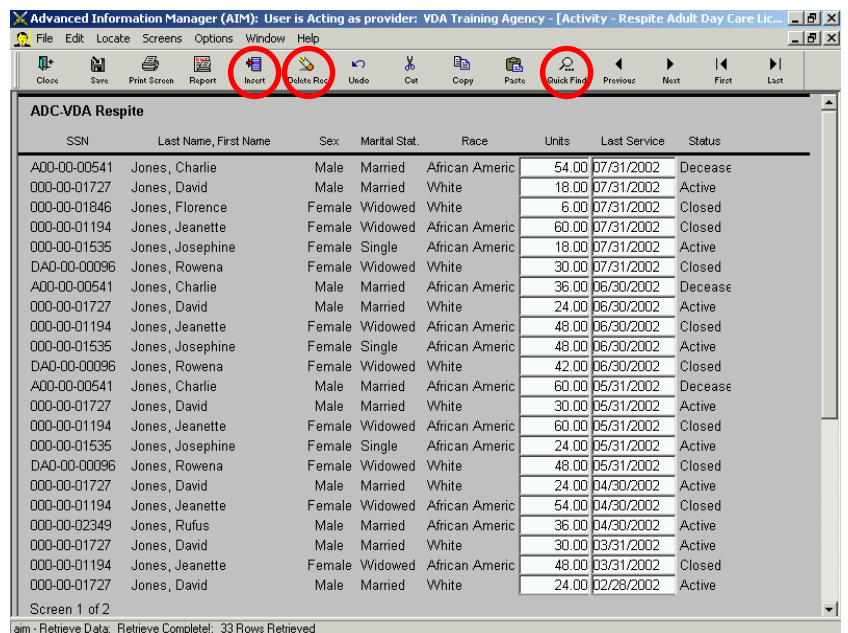 Advanced Information Manager (AIM): User is Acting as provider: VDA Training Agency - [Activity - Respite Adult Day Care Lic...
File Edit Locate Screens Options Window Help
Close Save Print Screen Report Insert Delete Rec Undo Cut Copy Paste Quick Find Previous Next First Last
ADC-VDA Respite
SSN Last Name, First Name Sex Marital Stat. Race Units Last Service Status
A00-00-00541 Jones, Charlie Male Married African Americ 54.00 07/31/2002 Decease
000-00-01727 Jones, David Male Married White 18.00 07/31/2002 Active
000-00-01846 Jones, Florence Female Widowed White 6.00 07/31/2002 Closed
000-00-01194 Jones, Jeanette Female Widowed African Americ 60.00 07/31/2002 Closed
000-00-01535 Jones, Josephine Female Single African Americ 18.00 07/31/2002 Active
DA0-00-00096 Jones, Rowena Female Widowed White 30.00 07/31/2002 Closed
A00-00-00541 Jones, Charlie Male Married African Americ 36.00 06/30/2002 Decease
000-00-01727 Jones, David Male Married White 24.00 06/30/2002 Active
000-00-01194 Jones, Jeanette Female Widowed African Americ 48.00 06/30/2002 Closed
000-00-01535 Jones, Josephine Female Single African Americ 48.00 06/30/2002 Active
DA0-00-00096 Jones, Rowena Female Widowed White 42.00 06/30/2002 Closed
A00-00-00541 Jones, Charlie Male Married African Americ 60.00 05/31/2002 Decease
000-00-01727 Jones, David Male Married White 30.00 05/31/2002 Active
000-00-01194 Jones, Jeanette Female Widowed African Americ 60.00 05/31/2002 Closed
000-00-01535 Jones, Josephine Female Single African Americ 24.00 05/31/2002 Active
DA0-00-00096 Jones, Rowena Female Widowed White 48.00 05/31/2002 Closed
000-00-01727 Jones, David Male Married White 24.00 04/30/2002 Active
000-00-01194 Jones, Jeanette Female Widowed African Americ 54.00 04/30/2002 Closed
000-00-02349 Jones, Rufus Male Married African Americ 36.00 04/30/2002 Active
000-00-01727 Jones, David Male Married White 30.00 03/31/2002 Active
000-00-01194 Jones, Jeanette Female Widowed African Americ 48.00 03/31/2002 Closed
000-00-01727 Jones, David Male Married White 24.00 02/28/2002 Active
Screen 1 of 2
aim - Retrieve Data: Retrieve Complete!: 33 Rows Retrieved